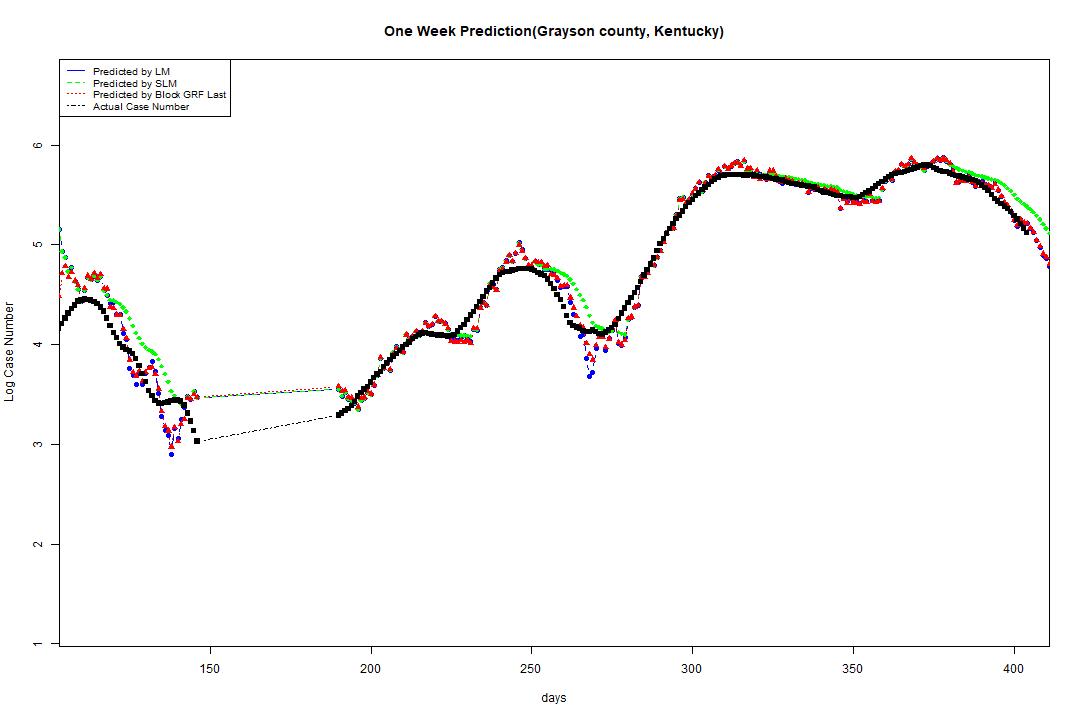 One Week Prediction(Grayson county, Kentucky)
Predicted by LM
Predicted by SLM
Predicted by Block GRF Last
Actual Case Number
6
5
4
3
2
1
Log Case Number
150 200 250 300 350 400
days